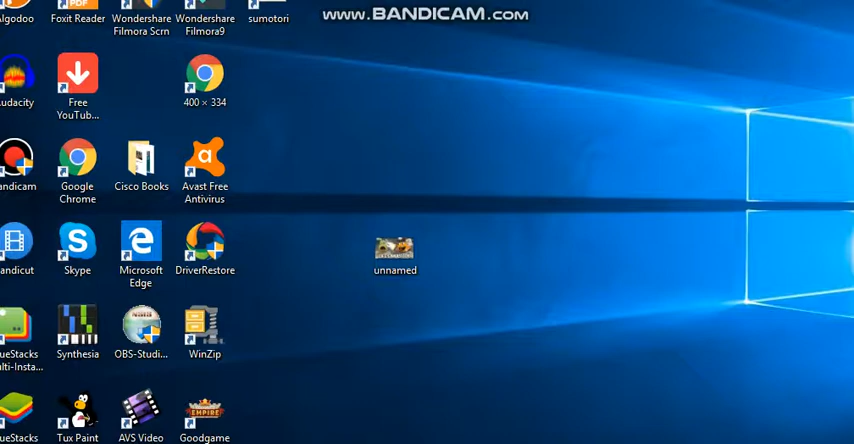 www.BANDICAM.com
Algodoo
Foxit Reader
Wondershare
Filmora Scrn
Wondershare
Filmora9
sumotori
udacity
Free
YouTub...
400 × 334
andicam
Google
Chrome
Cisco Books
Avast Free
Antivirus
andicut
Skype
Microsoft
Edge
DriverRestore
unnamed
ueStacks
lti-Insta...
Synthesia
OBS-Studi...
WinZip
ueStacks
Tux Paint
AVS Video
EMPIRE
Goodgame